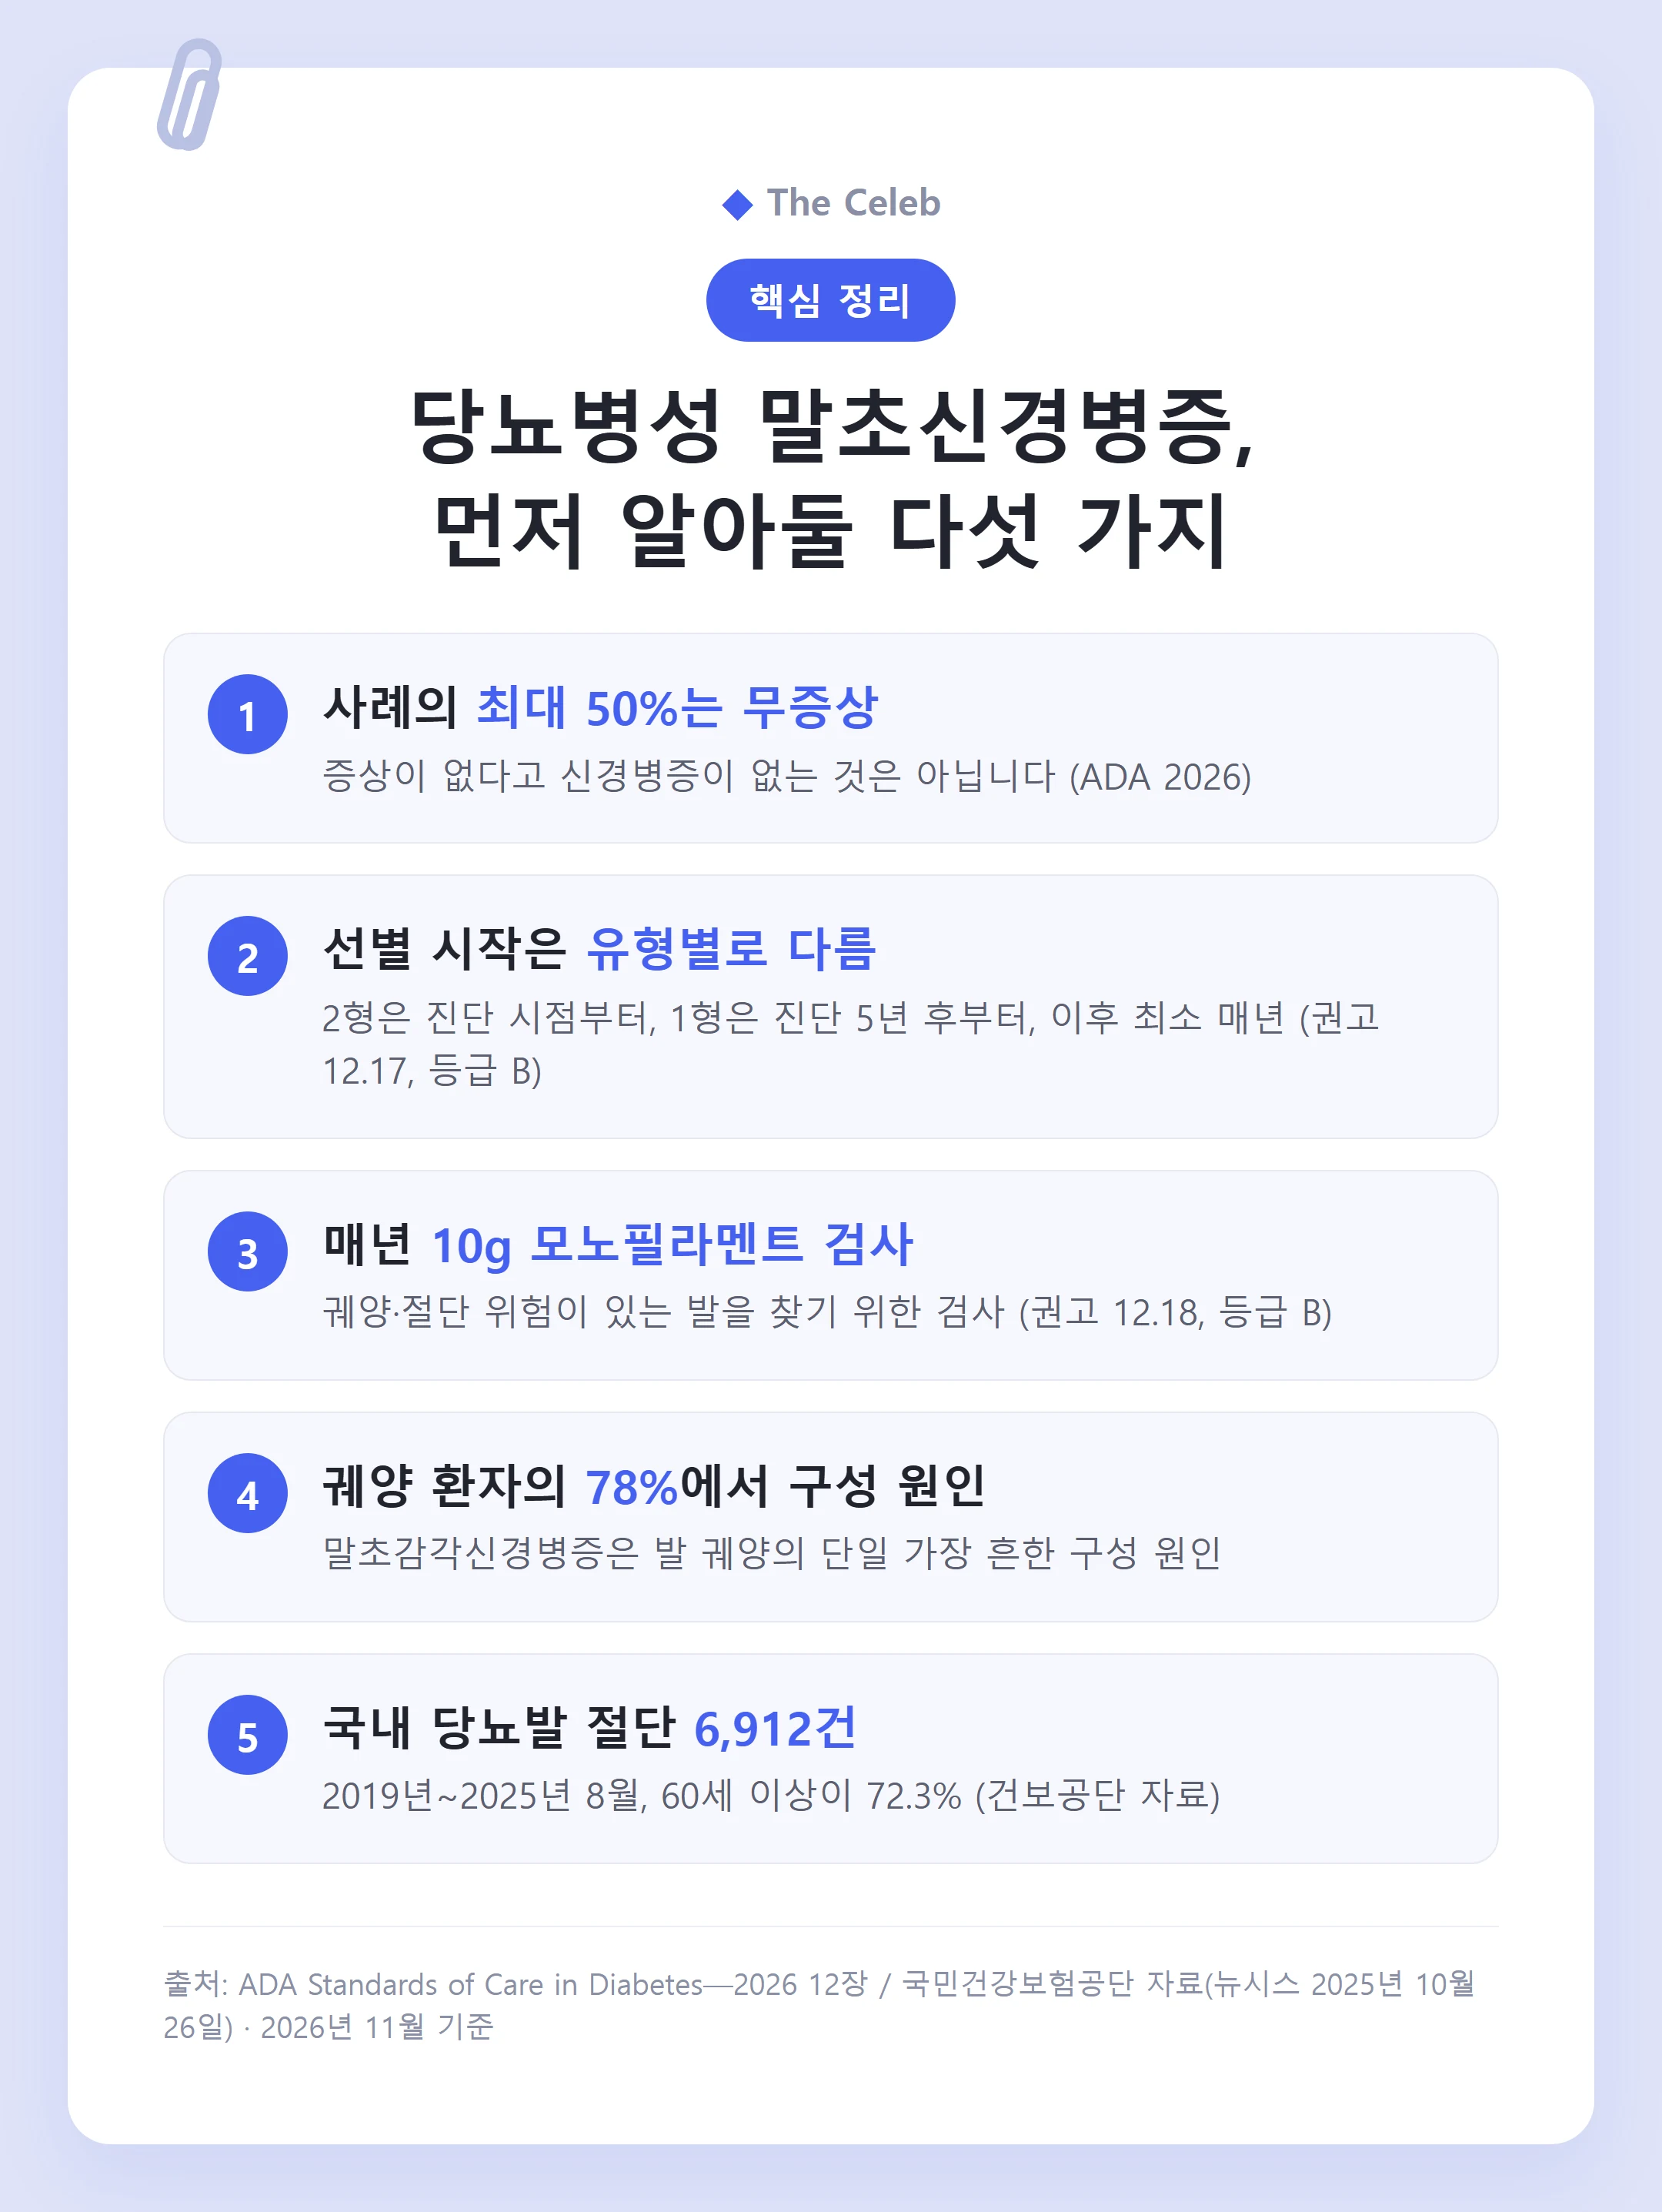 The Celeb
핵심 정리
당뇨병성 말초신경병증,
먼저 알아둘 다섯 가지
1
사례의 최대 50%는 무증상
증상이 없다고 신경병증이 없는 것은 아닙니다 (ADA 2026)
2
선별 시작은 유형별로 다름
2형은 진단 시점부터, 1형은 진단 5년 후부터, 이후 최소 매년 (권고
12.17, 등급 B)
3
매년 10g 모노필라멘트 검사
궤양·절단 위험이 있는 발을 찾기 위한 검사 (권고 12.18, 등급 B)
4
궤양 환자의 78%에서 구성 원인
말초감각신경병증은 발 궤양의 단일 가장 흔한 구성 원인
5
국내 당뇨발 절단 6,912건
2019년~2025년 8월, 60세 이상이 72.3% (건보공단 자료)
출처: ADA Standards of Care in Diabetes—2026 12장 / 국민건강보험공단 자료(뉴시스 2025년 10월
26일) · 2026년 11월 기준